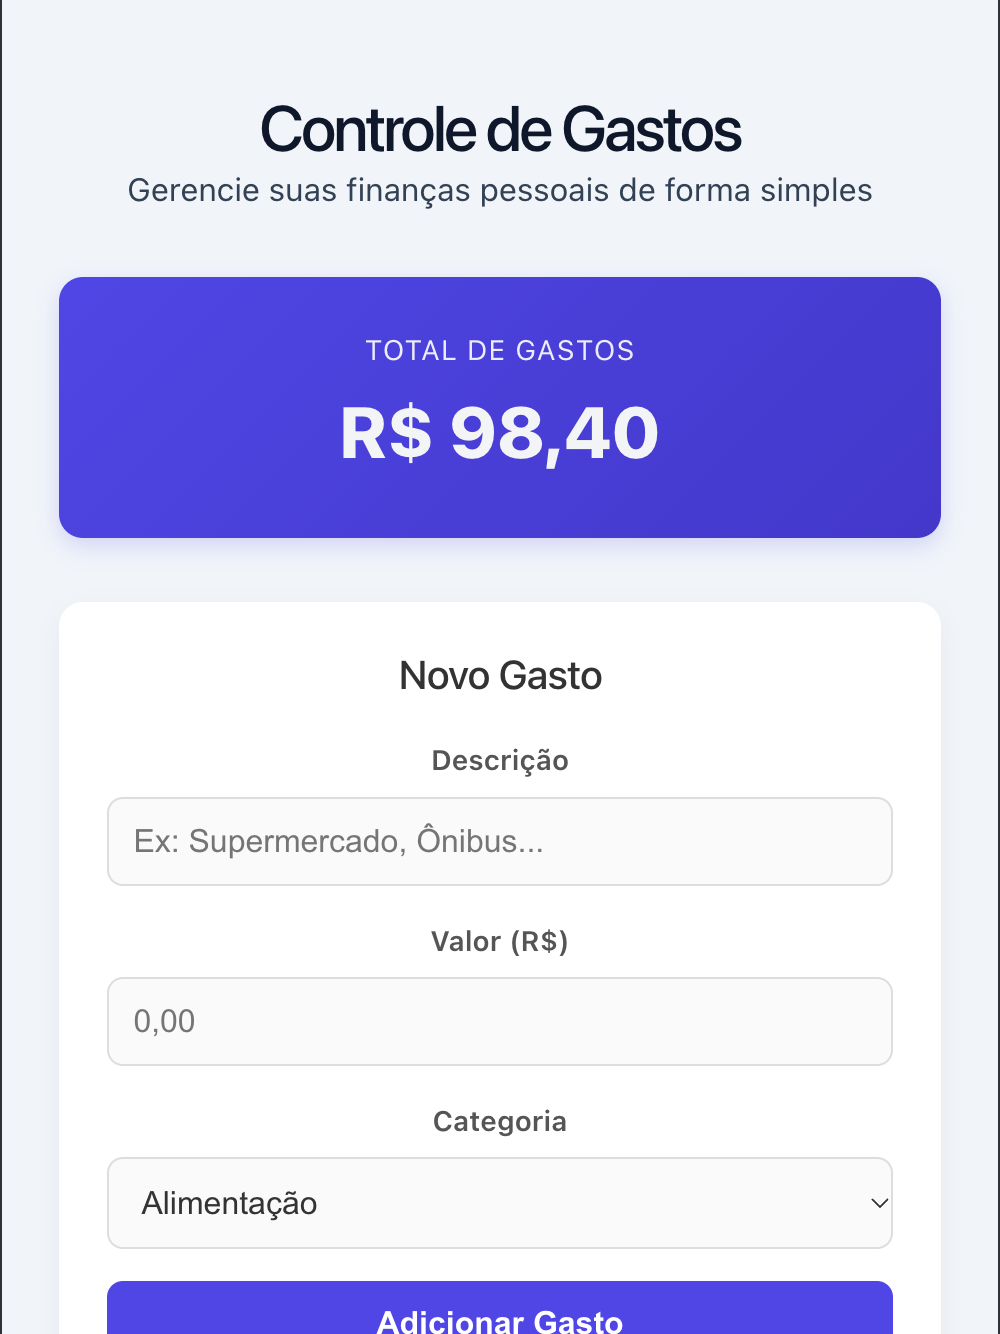 Controle de Gastos
Gerencie suas finanças pessoais de forma simples
TOTAL DE GASTOS
R$ 98,40
Novo Gasto
Descrição
Ex: Supermercado, Ônibus...
Valor (R$)
0,00
Categoria
Alimentação
Adicionar Gasto